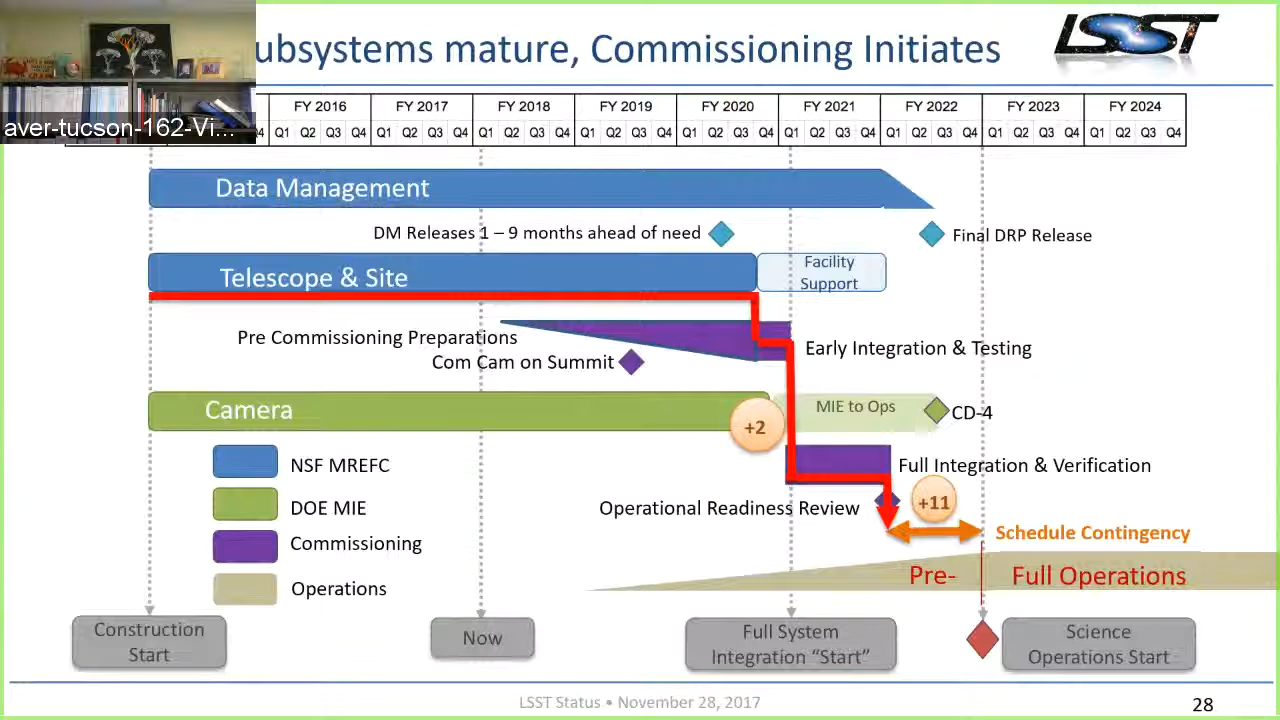 ubsystems mature, Commissioning Initiates
LSST
aver-tucson-162-Vi...
FY 2016 FY 2017 FY 2018 FY 2019 FY 2020 FY 2021 FY 2022 FY 2023 FY 2024
Q4 Q1 Q2 Q3 Q4 Q1 Q2 Q3 Q4 Q1 Q2 Q3 Q4 Q1 Q2 Q3 Q4 Q1 Q2 Q3 Q4 Q1 Q2 Q3 Q4 Q1 Q2 Q3 Q4 Q1 Q2 Q3 Q4 Q1 Q2 Q3 Q4
Data Management
DM Releases 1 – 9 months ahead of need
Final DRP Release
Telescope & Site
Facility
Support
Pre Commissioning Preparations
Early Integration & Testing
Com Cam on Summit
Camera
+2
MIE to Ops
CD-4
NSF MREFC
Full Integration & Verification
DOE MIE
Operational Readiness Review
+11
Commissioning
Schedule Contingency
Operations
Pre-
Full Operations
Construction
Start
Now
Full System
Integration “Start”
Science
Operations Start
LSST Status • November 28, 2017
28